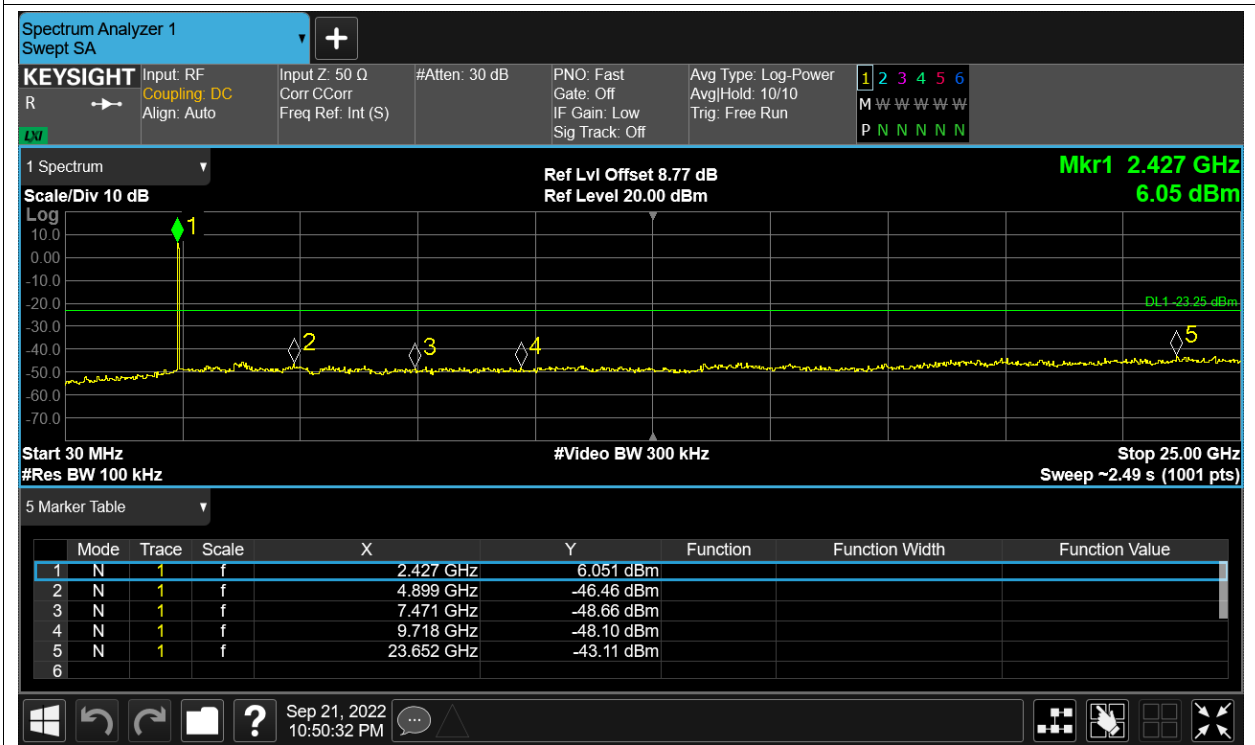 Spectrum Analyzer 1
Swept SA
KEYSIGHT Input: RF Input Z: 50 Ω #Atten: 30 dB PNO: Fast Avg Type: Log-Power 1 2 3 4 5 6
R Coupling: DC Corr CCorr Gate: Off Avg|Hold: 10/10 M W W W W W
Align: Auto Freq Ref: Int (S) IF Gain: Low Trig: Free Run
LXI Sig Track: Off P N N N N N
1 Spectrum Ref Lvl Offset 8.77 dB Mkr1 2.427 GHz
Scale/Div 10 dB Ref Level 20.00 dBm 6.05 dBm
Log
1
10.0
0.00
-10.0
-20.0 DL1 -23.25 dBm
-30.0
2 3 4 5
-40.0
-50.0
-60.0
-70.0
Start 30 MHz #Video BW 300 kHz Stop 25.00 GHz
#Res BW 100 kHz Sweep ~2.49 s (1001 pts)
5 Marker Table
Mode Trace Scale X Y Function Function Width Function Value
1 N 1 f 2.427 GHz 6.051 dBm
2 N 1 f 4.899 GHz -46.46 dBm
3 N 1 f 7.471 GHz -48.66 dBm
4 N 1 f 9.718 GHz -48.10 dBm
5 N 1 f 23.652 GHz -43.11 dBm
6
? Sep 21, 2022
10:50:32 PM